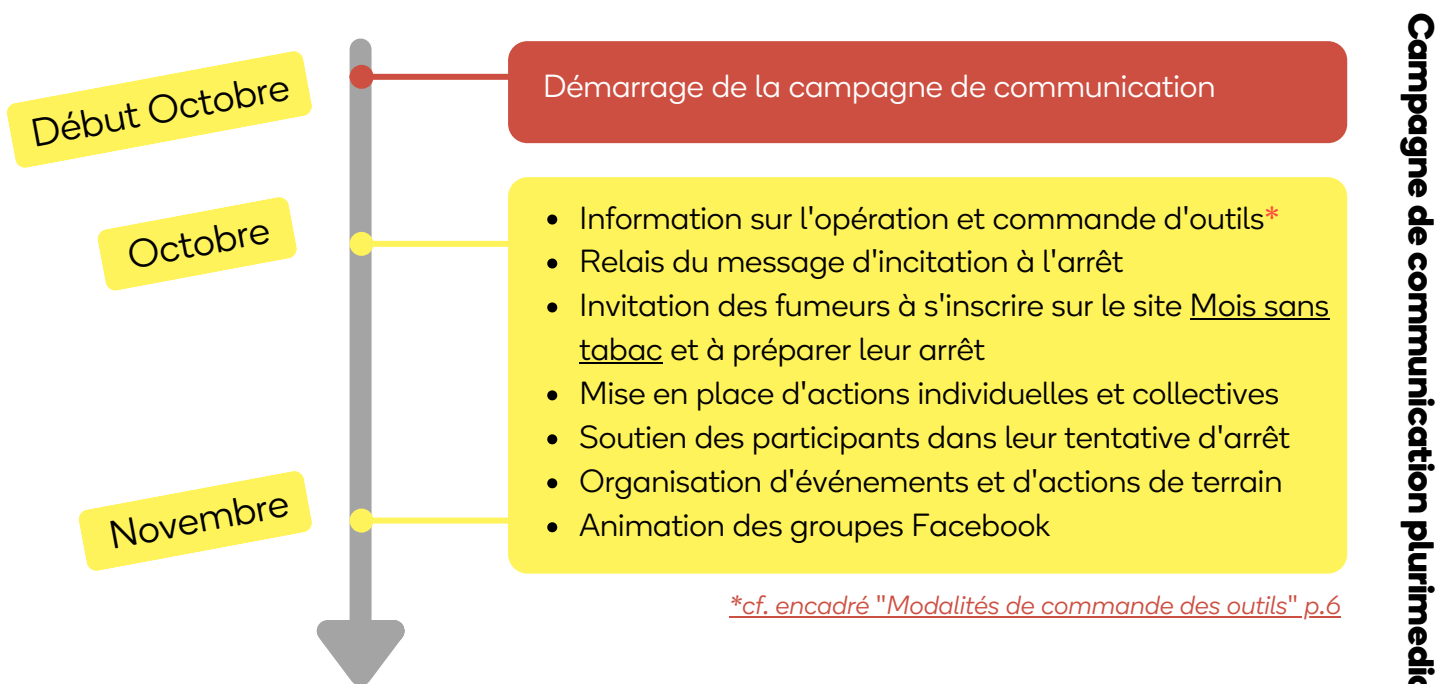 Début Octobre
Démarrage de la campagne de communication
Octobre
• Information sur l'opération et commande d'outils*
• Relais du message d'incitation à l'arrêt
• Invitation des fumeurs à s'inscrire sur le site Mois sans
tabac et à préparer leur arrêt
• Mise en place d'actions individuelles et collectives
• Soutien des participants dans leur tentative d'arrêt
• Organisation d'événements et d'actions de terrain
• Animation des groupes Facebook
Novembre
*cf. encadré "Modalités de commande des outils" p.6
Campagne de communication plurimedia